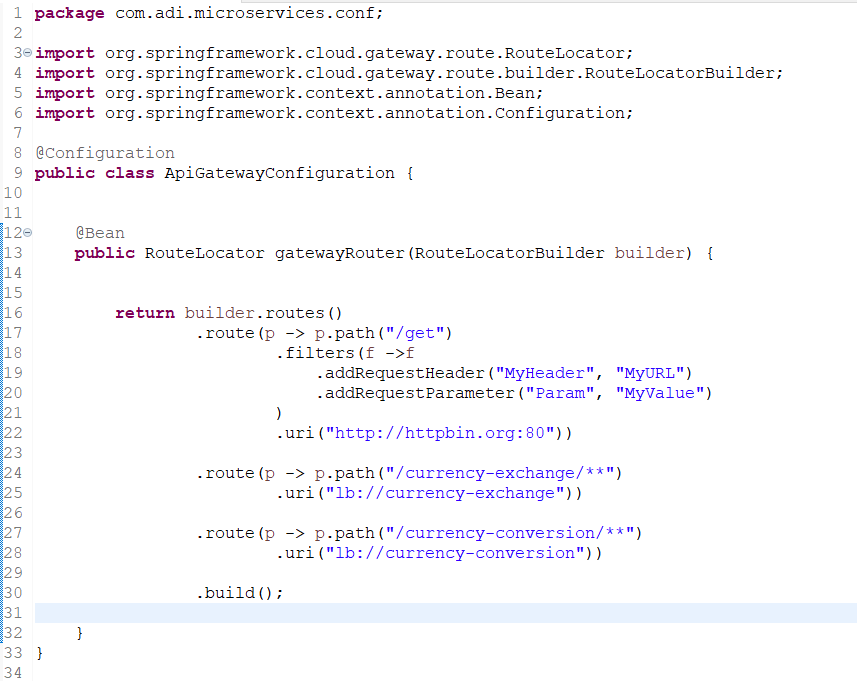 1 package com.adi.microservices.conf;
2
3 import org.springframework.cloud.gateway.route.RouteLocator;
4 import org.springframework.cloud.gateway.route.builder.RouteLocatorBuilder;
5 import org.springframework.context.annotation.Bean;
6 import org.springframework.context.annotation.Configuration;
7
8 @Configuration
9 public class ApiGatewayConfiguration {
10
11
12     @Bean
13     public RouteLocator gatewayRouter(RouteLocatorBuilder builder) {
14
15
16         return builder.routes()
17                 .route(p -> p.path("/get")
18                         .filters(f ->f
19                             .addRequestHeader("MyHeader", "MyURL")
20                             .addRequestParameter("Param", "MyValue")
21                         )
22                         .uri("http://httpbin.org:80"))
23
24                 .route(p -> p.path("/currency-exchange/**")
25                         .uri("lb://currency-exchange"))
26
27                 .route(p -> p.path("/currency-conversion/**")
28                         .uri("lb://currency-conversion"))
29
30                 .build();
31
32     }
33 }
34